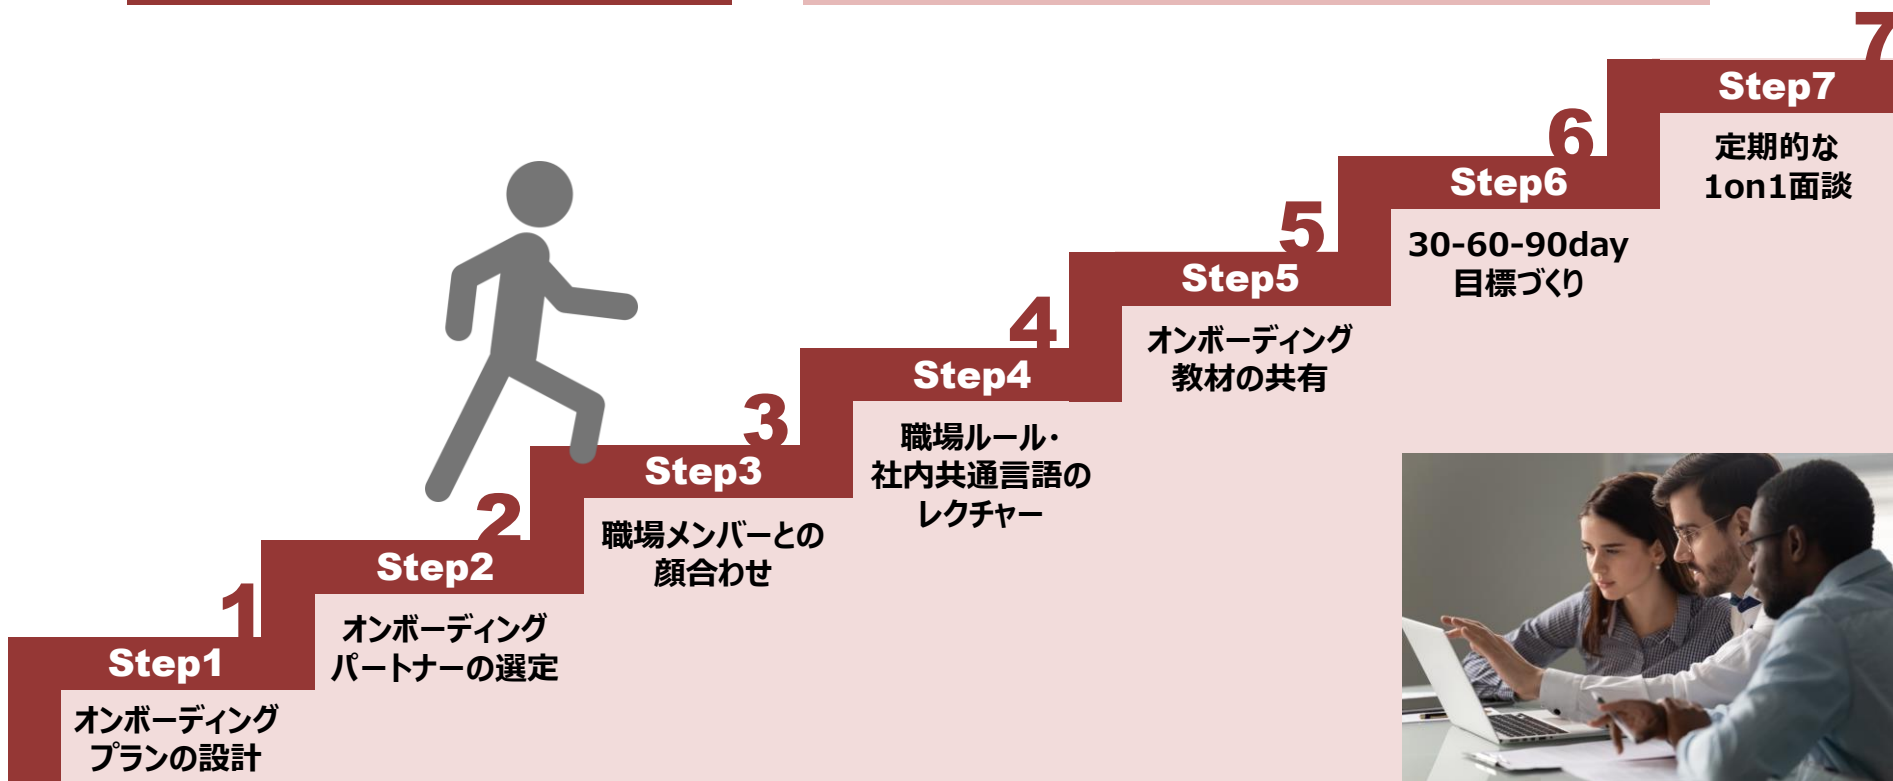 1
Step1
オンボーディング
プランの設計
2
Step2
オンボーディング
パートナーの選定
3
Step3
職場メンバーとの
顔合わせ
4
Step4
職場ルール・
社内共通言語の
レクチャー
5
Step5
オンボーディング
教材の共有
6
Step6
30-60-90day
目標づくり
7
Step7
定期的な
1on1面談